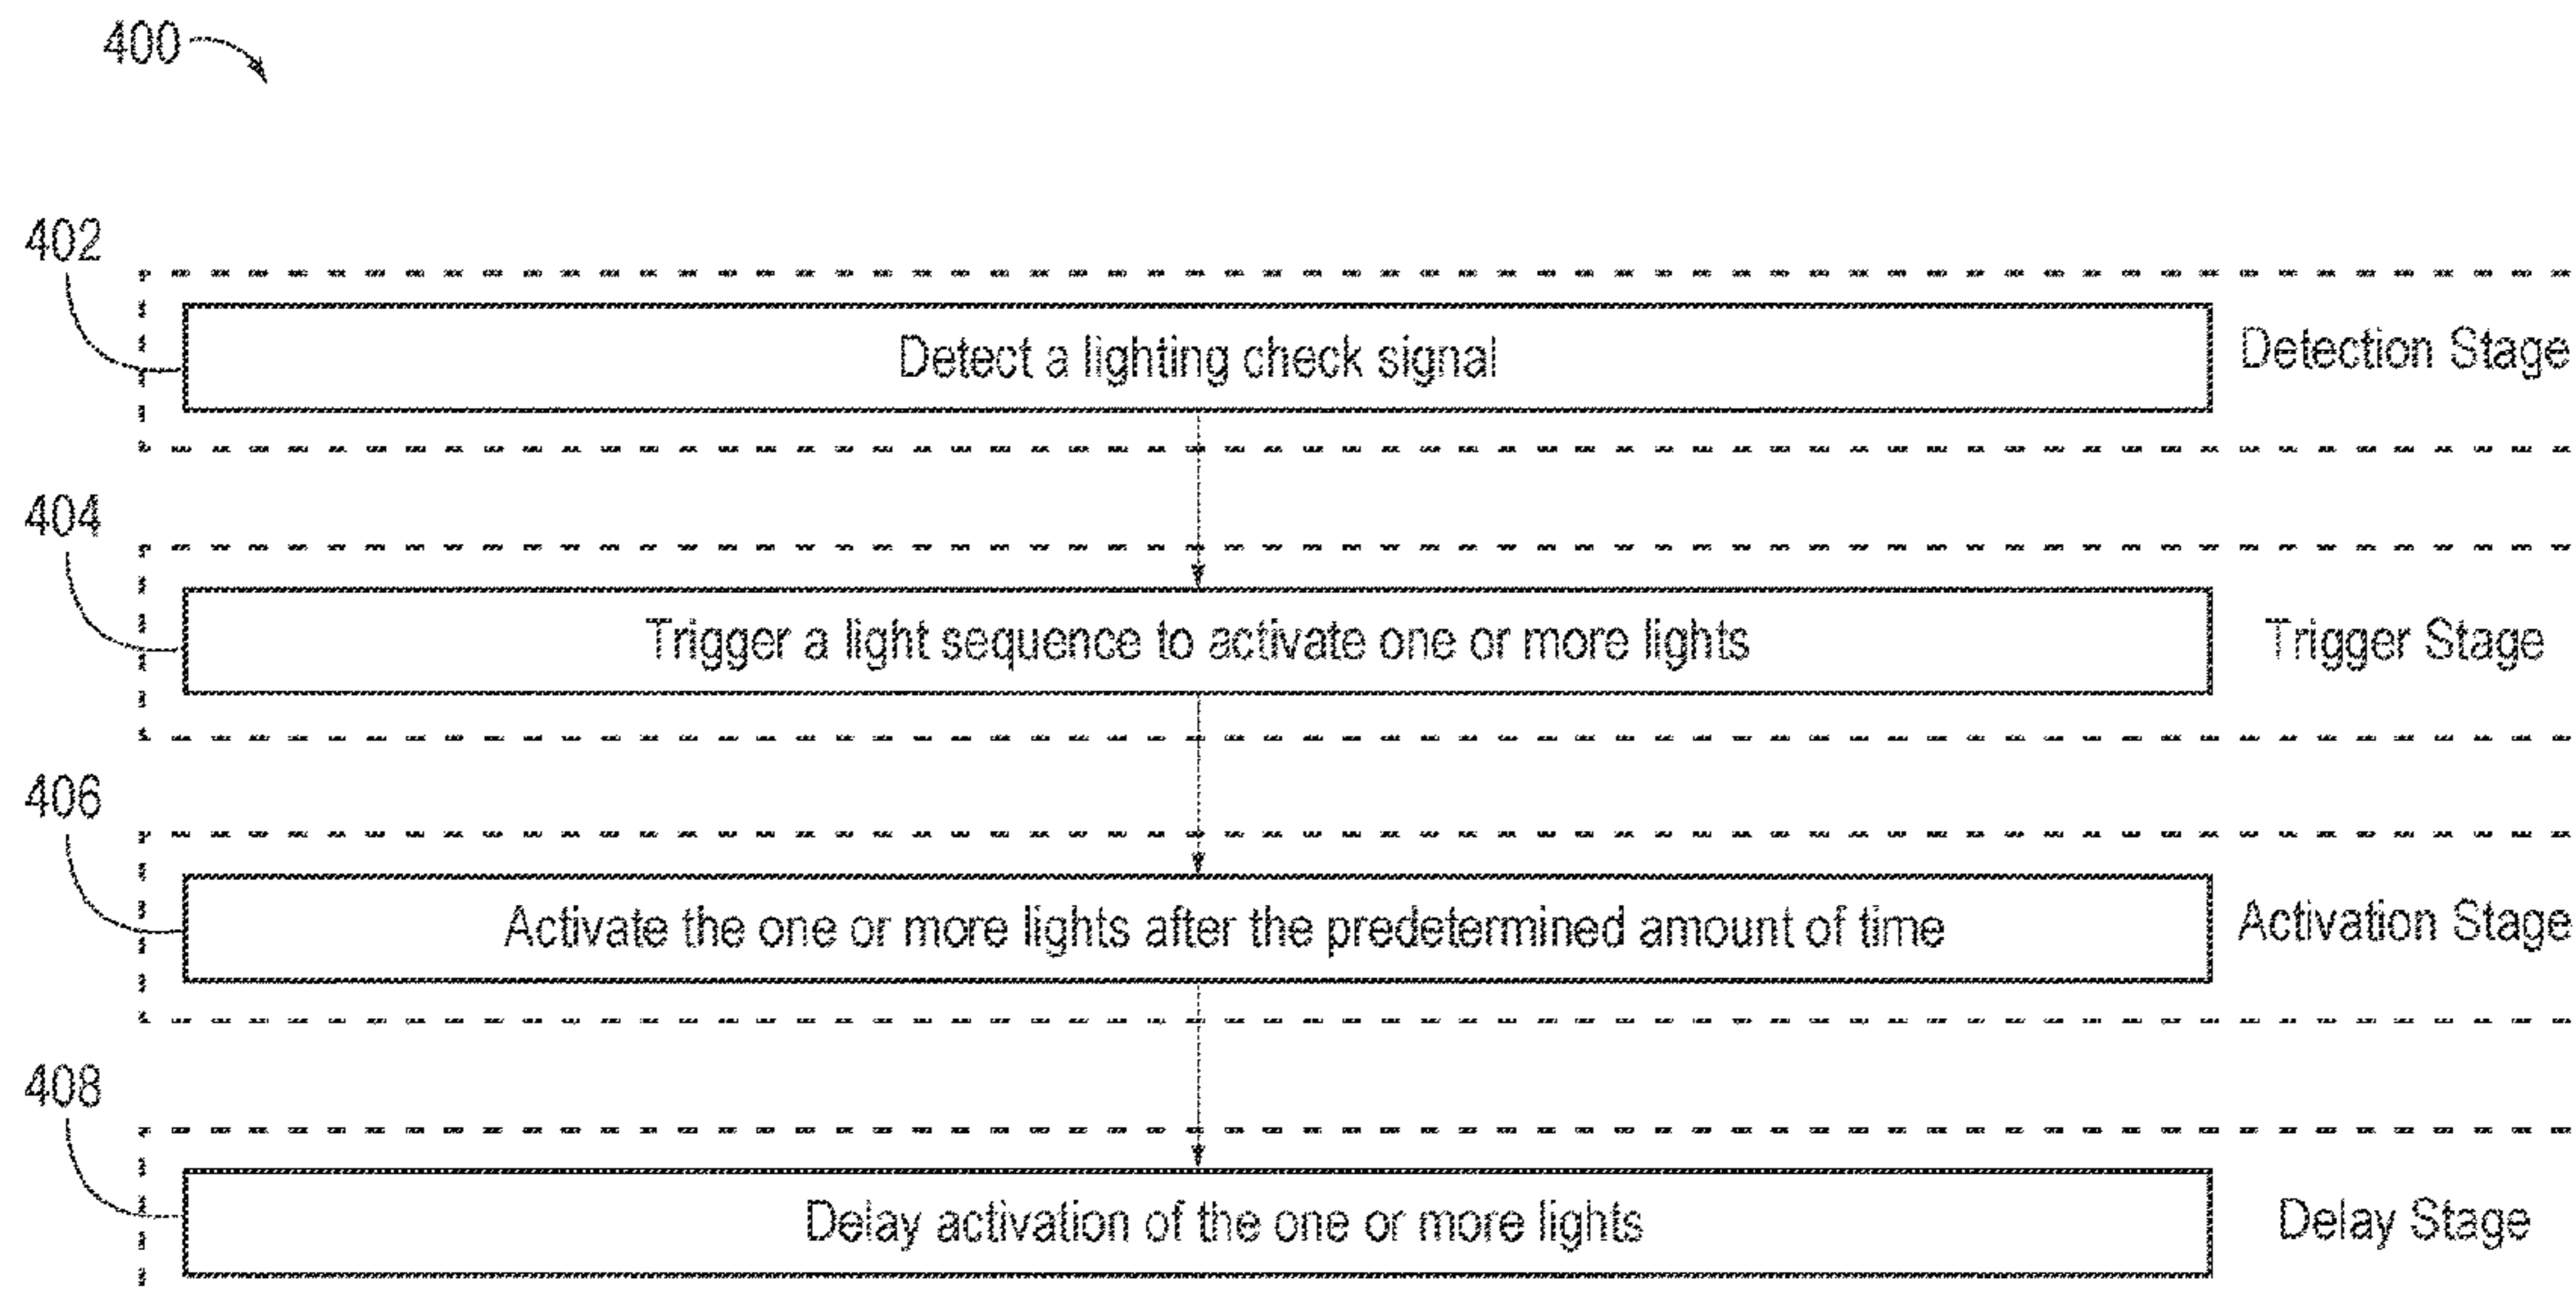 400
402
Detect a lighting check signal
Detection Stage
404
Trigger a light sequence to activate one or more lights
Trigger Stage
406
Activate the one or more lights after the predetermined amount of time
Activation Stage
408
Delay activation of the one or more lights
Delay Stage